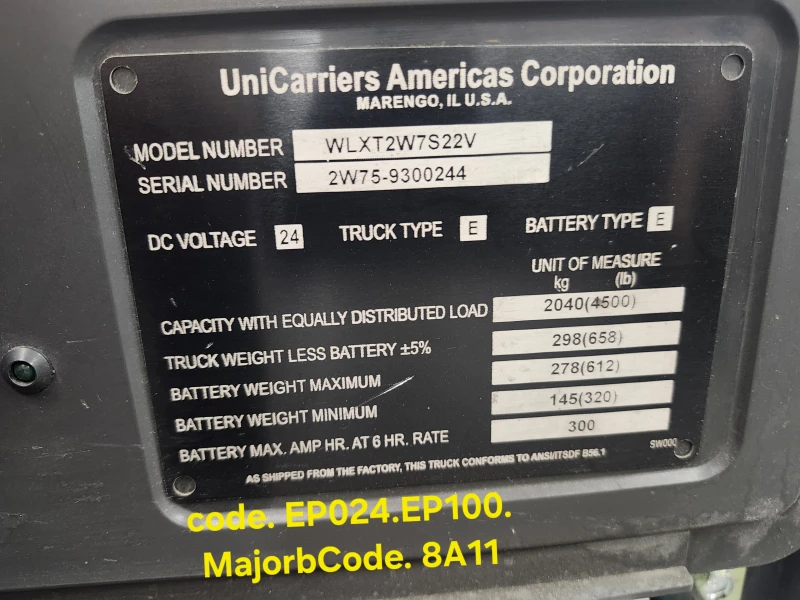 UniCarriers Americas Corporation
MARENGO, IL U.S.A.
MODEL NUMBER WLXT2W7S22V
SERIAL NUMBER 2W75-9300244
DC VOLTAGE 24 TRUCK TYPE E BATTERY TYPE E
UNIT OF MEASURE
kg (lb)
CAPACITY WITH EQUALLY DISTRIBUTED LOAD 2040(4500)
TRUCK WEIGHT LESS BATTERY ±5% 298(658)
BATTERY WEIGHT MAXIMUM 278(612)
BATTERY WEIGHT MINIMUM 145(320)
BATTERY MAX. AMP HR. AT 6 HR. RATE 300
SW000
AS SHIPPED FROM THE FACTORY, THIS TRUCK CONFORMS TO ANSI/ITSDF B56.1
code. EP024.EP100.
MajorbCode. 8A11